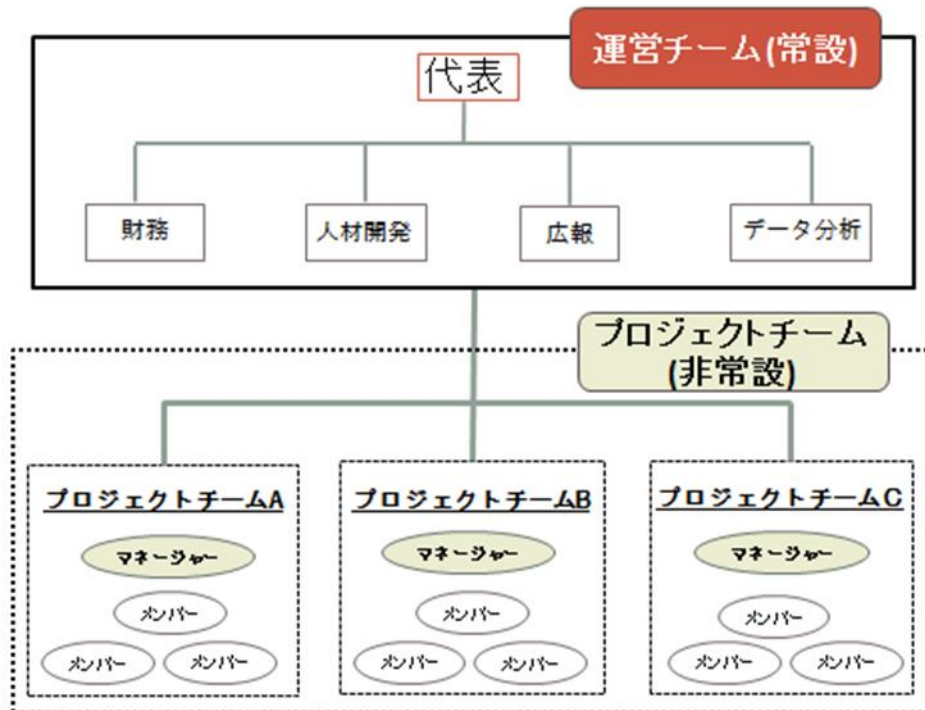 運営チーム(常設)
代表
財務
人材開発
広報
データ分析
プロジェクトチーム
(非常設)
プロジェクトチームA
マネージャー
メンバー
メンバー
メンバー
プロジェクトチームB
マネージャー
メンバー
メンバー
メンバー
プロジェクトチームC
マネージャー
メンバー
メンバー
メンバー